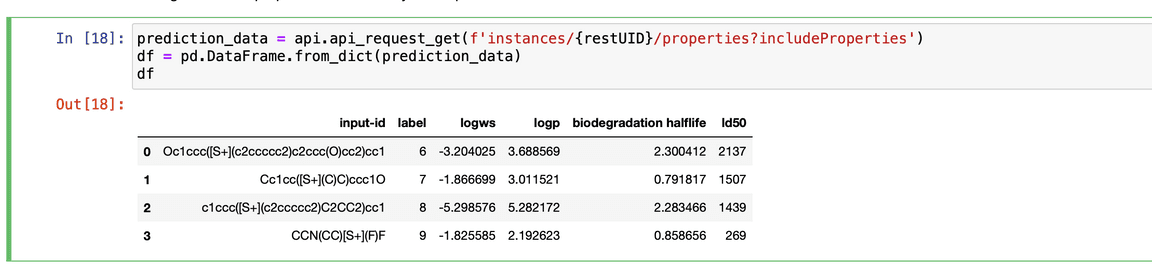 In [18]: prediction_data = api.api_request_get(f'instances/{restUID}/properties?includeProperties')
df = pd.DataFrame.from_dict(prediction_data)
df
Out[18]:
input-id label logws logp biodegradation halflife ld50
0 Oc1ccc([S+](c2ccccc2)c2ccc(O)cc2)cc1 6 -3.204025 3.688569 2.300412 2137
1 Cc1cc([S+](C)C)ccc1O 7 -1.866699 3.011521 0.791817 1507
2 c1ccc([S+](c2ccccc2)C2CC2)cc1 8 -5.298576 5.282172 2.283466 1439
3 CCN(CC)[S+](F)F 9 -1.825585 2.192623 0.858656 269